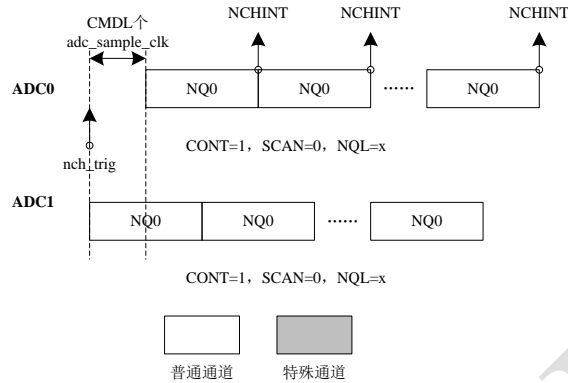 CMDL个
adc_sample_clk
NCHINT
NCHINT
NCHINT
ADC0
NQ0
NQ0
······
NQ0
CONT=1，SCAN=0，NQL=x
nch_trig
ADC1
NQ0
NQ0
······
NQ0
CONT=1，SCAN=0，NQL=x
普通通道
特殊通道